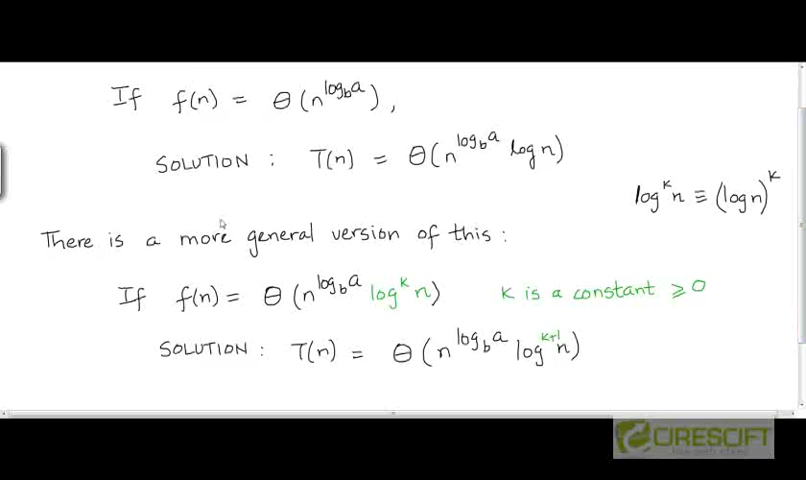 If f(n) = Θ(n^{log_b a}),
SOLUTION : T(n) = Θ(n^{log_b a} log n)
log^k n ≡ (log n)^k
There is a more general version of this :
If f(n) = Θ(n^{log_b a} log^k n) K is a constant ≥ 0
SOLUTION : T(n) = Θ(n^{log_b a} log^{k+1} n)
CIRESCIFT